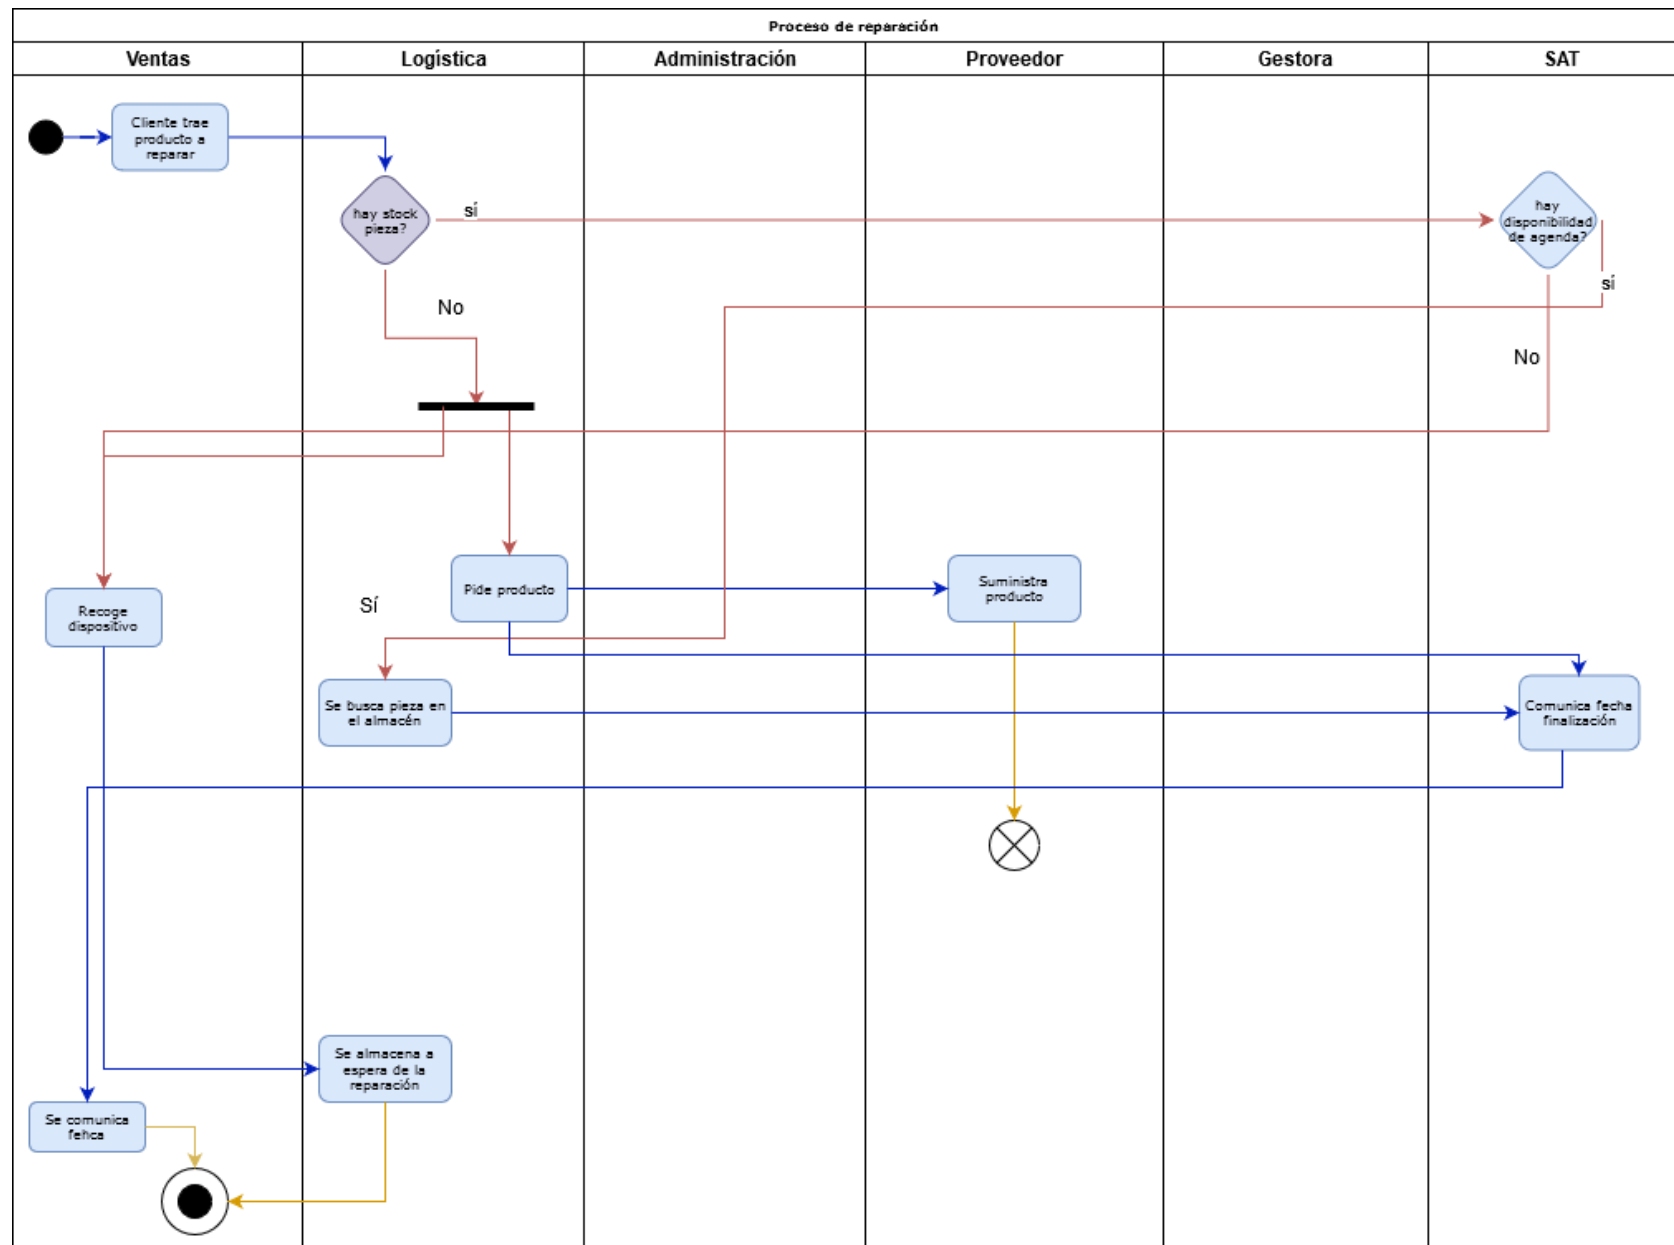 Proceso de reparación
Ventas
Logística
Administración
Proveedor
Gestora
SAT
Cliente trae
producto a
reparar
hay stock
pieza?
sí
hay
disponibilidad
de agenda?
sí
No
No
Pide producto
Suministra
producto
Recoge
dispositivo
Sí
Se busca pieza en
el almacén
Comunica fecha
finalización
Se almacena a
espera de la
reparación
Se comunica
fehca